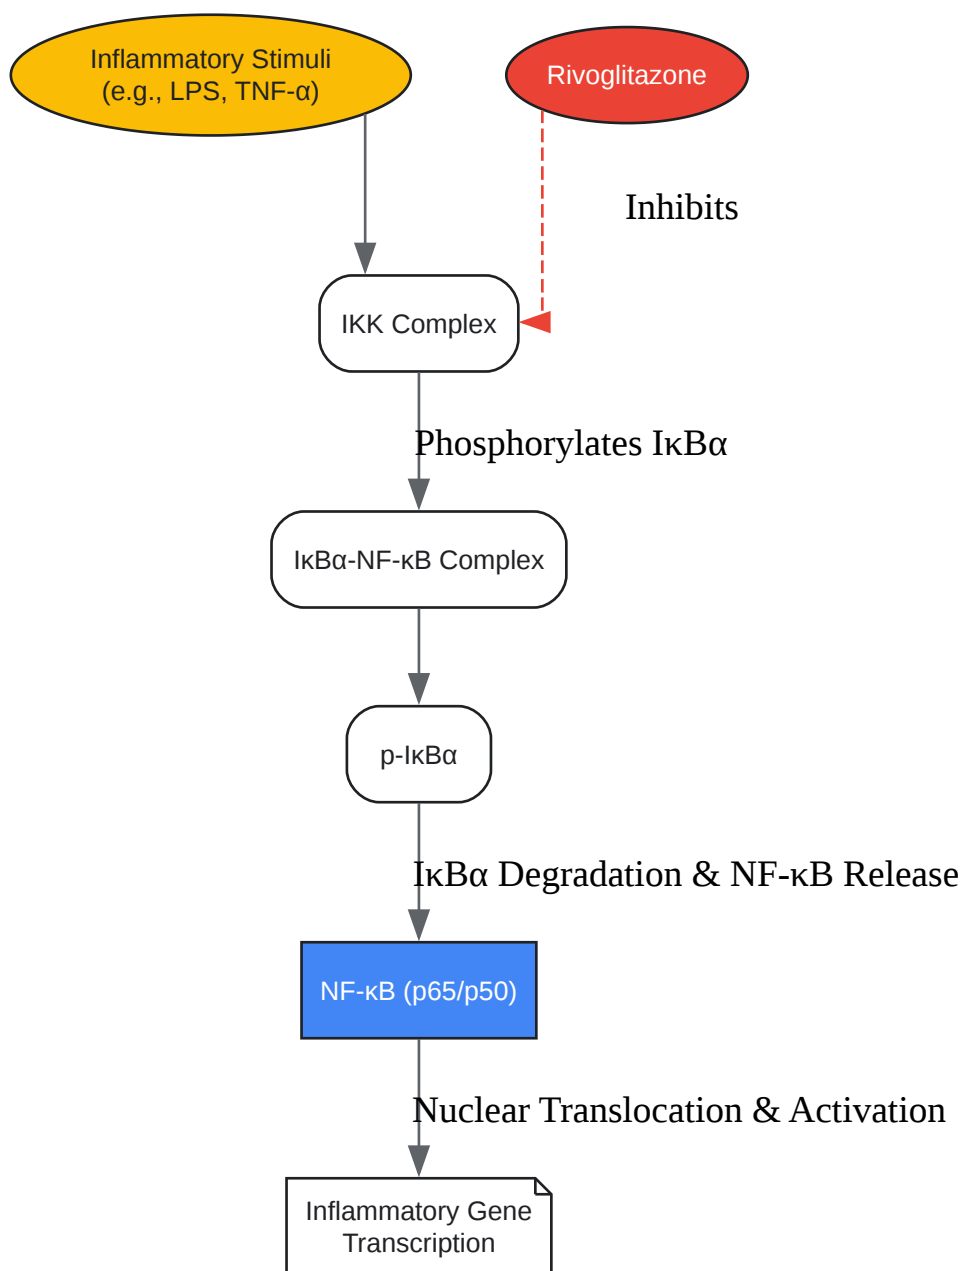 Inflammatory Stimuli
(e.g., LPS, TNF-α)
Rivoglitazone
Inhibits
IKK Complex
Phosphorylates IκBα
IκBα-NF-κB Complex
p-IκBα
IκBα Degradation & NF-κB Release
NF-κB (p65/p50)
Nuclear Translocation & Activation
Inflammatory Gene
Transcription